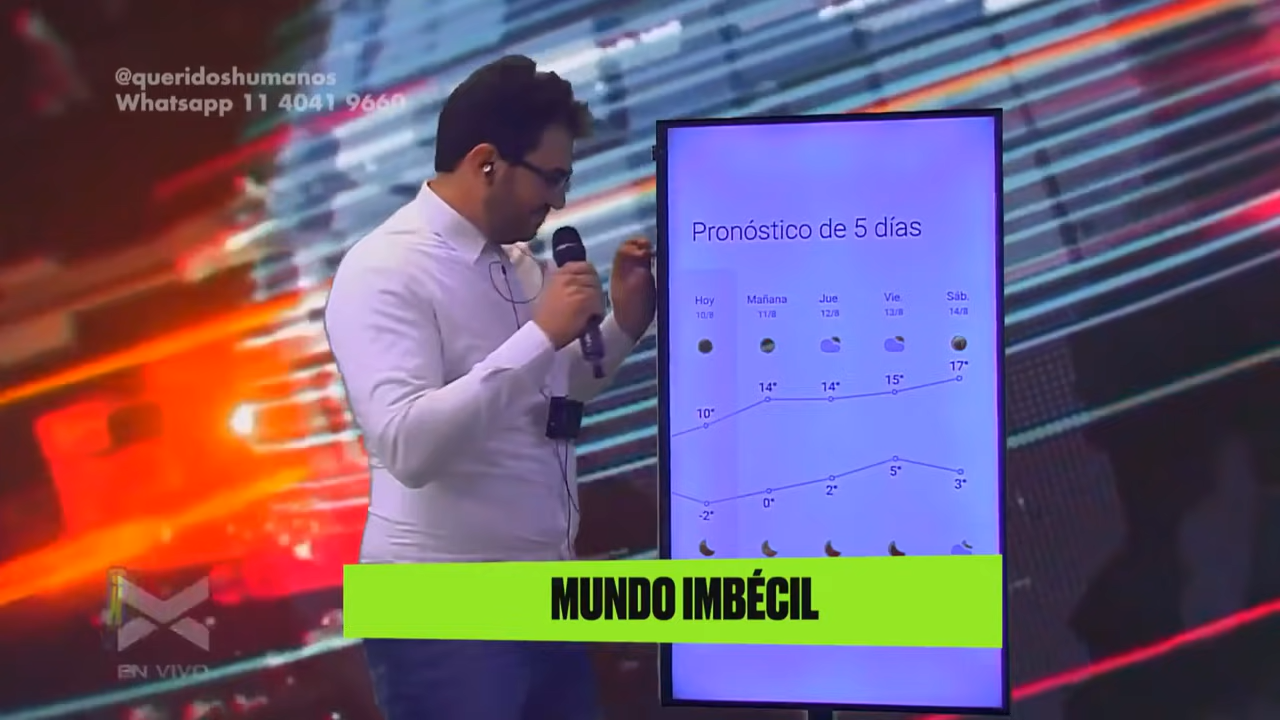 @queridoshumanos
Whatsapp 11 4041 9660
Pronóstico de 5 días
Hoy Mañana Jue. Vie. Sáb.
10/8 11/8 12/8 13/8 14/8
10° 14° 14° 15° 17°
-2° 0° 2° 5° 3°
MUNDO IMBÉCIL
EN VIVO